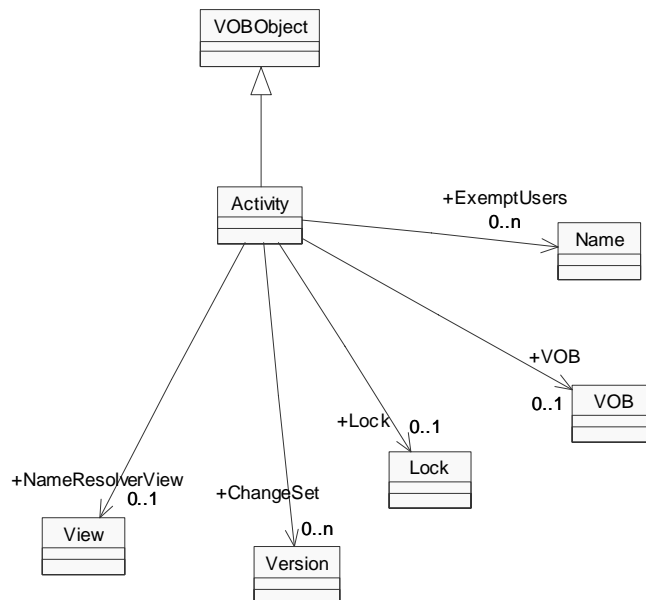 VOBObject
Activity
+ExemptUsers
0..n
Name
+VOB
0..1
VOB
+Lock
0..1
Lock
+NameResolverView
0..1
View
+ChangeSet
0..n
Version